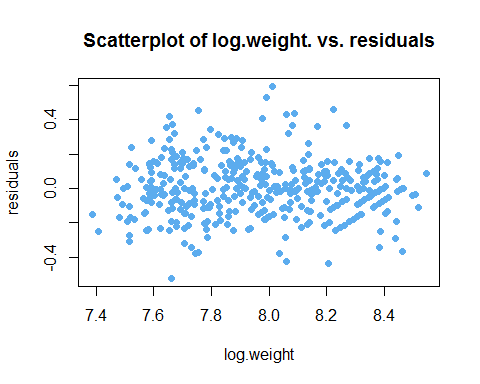 Scatterplot of log.weight. vs. residuals
residuals
0.4
0.0
-0.4
7.4 7.6 7.8 8.0 8.2 8.4
log.weight